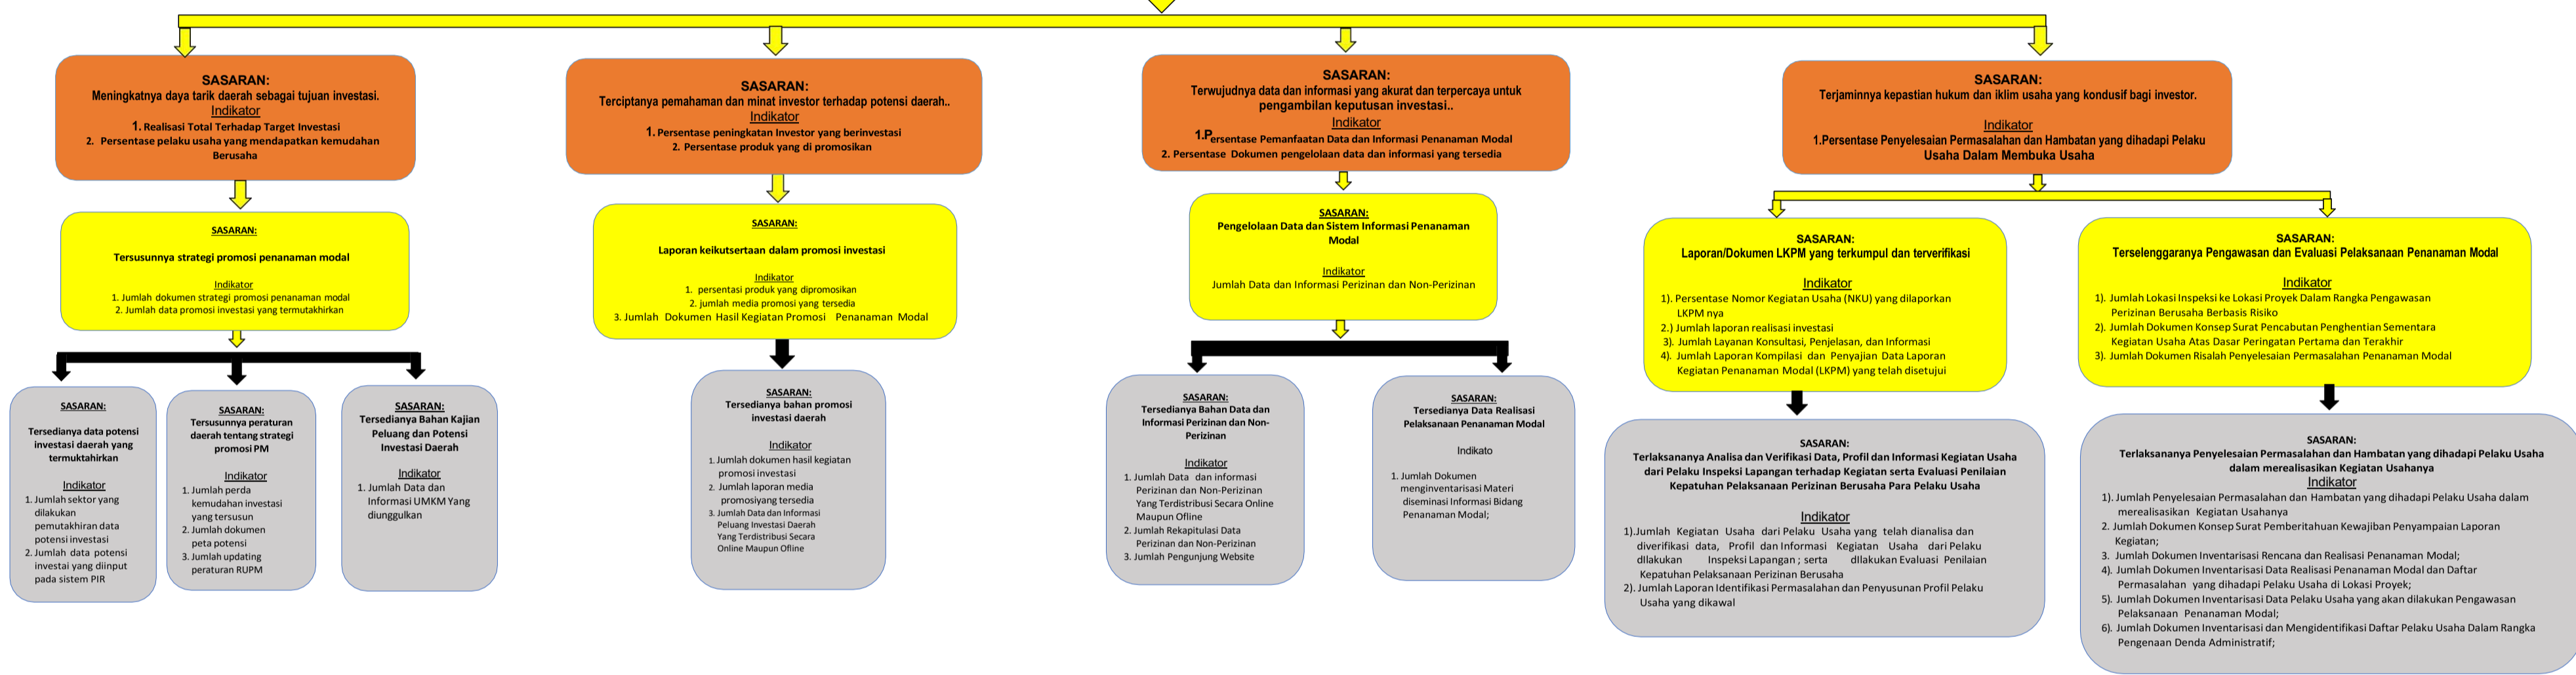 SASARAN:
Meningkatnya daya tarik daerah sebagai tujuan investasi.
Indikator
1. Realisasi Total Terhadap Target Investasi
2. Persentase pelaku usaha yang mendapatkan kemudahan
Berusaha
SASARAN:
Terciptanya pemahaman dan minat investor terhadap potensi daerah..
Indikator
1. Persentase peningkatan Investor yang berinvestasi
2. Persentase produk yang di promosikan
SASARAN:
Terwujudnya data dan informasi yang akurat dan terpercaya untuk
pengambilan keputusan investasi..
Indikator
1.Persentase Pemanfaatan Data dan Informasi Penanaman Modal
2. Persentase Dokumen pengelolaan data dan informasi yang tersedia
SASARAN:
Terjaminnya kepastian hukum dan iklim usaha yang kondusif bagi investor.
Indikator
1.Persentase Penyelesaian Permasalahan dan Hambatan yang dihadapi Pelaku
Usaha Dalam Membuka Usaha
SASARAN:
Tersusunnya strategi promosi penanaman modal
Indikator
1. Jumlah dokumen strategi promosi penanaman modal
2. Jumlah data promosi investasi yang termutakhirkan
SASARAN:
Laporan keikutsertaan dalam promosi investasi
Indikator
1. persentasi produk yang dipromosikan
2. jumlah media promosi yang tersedia
3. Jumlah Dokumen Hasil Kegiatan Promosi Penanaman Modal
SASARAN:
Pengelolaan Data dan Sistem Informasi Penanaman
Modal
Indikator
Jumlah Data dan Informasi Perizinan dan Non-Perizinan
SASARAN:
Laporan/Dokumen LKPM yang terkumpul dan terverifikasi
Indikator
1). Persentase Nomor Kegiatan Usaha (NKU) yang dilaporkan
LKPM nya
2.) Jumlah laporan realisasi investasi
3). Jumlah Layanan Konsultasi, Penjelasan, dan Informasi
4). Jumlah Laporan Kompilasi dan Penyajian Data Laporan
Kegiatan Penanaman Modal (LKPM) yang telah disetujui
SASARAN:
Terselenggaranya Pengawasan dan Evaluasi Pelaksanaan Penanaman Modal
Indikator
1). Jumlah Lokasi Inspeksi ke Lokasi Proyek Dalam Rangka Pengawasan
Perizinan Berusaha Berbasis Risiko
2). Jumlah Dokumen Konsep Surat Pencabutan Penghentian Sementara
Kegiatan Usaha Atas Dasar Peringatan Pertama dan Terakhir
3). Jumlah Dokumen Risalah Penyelesaian Permasalahan Penanaman Modal
SASARAN:
Tersedianya data potensi
investasi daerah yang
termuktahirkan
Indikator
1. Jumlah sektor yang
dilakukan
pemutakhiran data
potensi investasi
2. Jumlah data potensi
investai yang diinput
pada sistem PIR
SASARAN:
Tersusunnya peraturan
daerah tentang strategi
promosi PM
Indikator
1. Jumlah perda
kemudahan investasi
yang tersusun
2. Jumlah dokumen
peta potensi
3. Jumlah updating
peraturan RUPM
SASARAN:
Tersedianya Bahan Kajian
Peluang dan Potensi
Investasi Daerah
Indikator
1. Jumlah Data dan
Informasi UMKM Yang
diunggulkan
SASARAN:
Tersedianya bahan promosi
investasi daerah
Indikator
1. Jumlah dokumen hasil kegiatan
promosi investasi
2. Jumlah laporan media
promosiyang tersedia
3. Jumlah Data dan Informasi
Peluang Investasi Daerah
Yang Terdistribusi Secara
Online Maupun Ofline
SASARAN:
Tersedianya Bahan Data dan
Informasi Perizinan dan Non-
Perizinan
Indikator
1. Jumlah Data dan informasi
Perizinan dan Non-Perizinan
Yang Terdistribusi Secara Online
Maupun Ofline
2. Jumlah Rekapitulasi Data
Perizinan dan Non-Perizinan
3. Jumlah Pengunjung Website
SASARAN:
Tersedianya Data Realisasi
Pelaksanaan Penanaman Modal
Indikato
1. Jumlah Dokumen
menginventarisasi Materi
diseminasi Informasi Bidang
Penanaman Modal;
SASARAN:
Terlaksananya Analisa dan Verifikasi Data, Profil dan Informasi Kegiatan Usaha
dari Pelaku Inspeksi Lapangan terhadap Kegiatan serta Evaluasi Penilaian
Kepatuhan Pelaksanaan Perizinan Berusaha Para Pelaku Usaha
Indikator
1).Jumlah Kegiatan Usaha dari Pelaku Usaha yang telah dianalisa dan
diverifikasi data, Profil dan Informasi Kegiatan Usaha dari Pelaku
dIlakukan Inspeksi Lapangan ; serta dilakukan Evaluasi Penilaian
Kepatuhan Pelaksanaan Perizinan Berusaha
2). Jumlah Laporan Identifikasi Permasalahan dan Penyusunan Profil Pelaku
Usaha yang dikawal
SASARAN:
Terlaksananya Penyelesaian Permasalahan dan Hambatan yang dihadapi Pelaku Usaha
dalam merealisasikan Kegiatan Usahanya
Indikator
1). Jumlah Penyelesaian Permasalahan dan Hambatan yang dihadapi Pelaku Usaha dalam
merealisasikan Kegiatan Usahanya
2. Jumlah Dokumen Konsep Surat Pemberitahuan Kewajiban Penyampaian Laporan
Kegiatan;
3. Jumlah Dokumen Inventarisasi Rencana dan Realisasi Penanaman Modal;
4). Jumlah Dokumen Inventarisasi Data Realisasi Penanaman Modal dan Daftar
Permasalahan yang dihadapi Pelaku Usaha di Lokasi Proyek;
5). Jumlah Dokumen Inventarisasi Data Pelaku Usaha yang akan dilakukan Pengawasan
Pelaksanaan Penanaman Modal;
6). Jumlah Dokumen Inventarisasi dan Mengidentifikasi Daftar Pelaku Usaha Dalam Rangka
Pengenaan Denda Administratif;